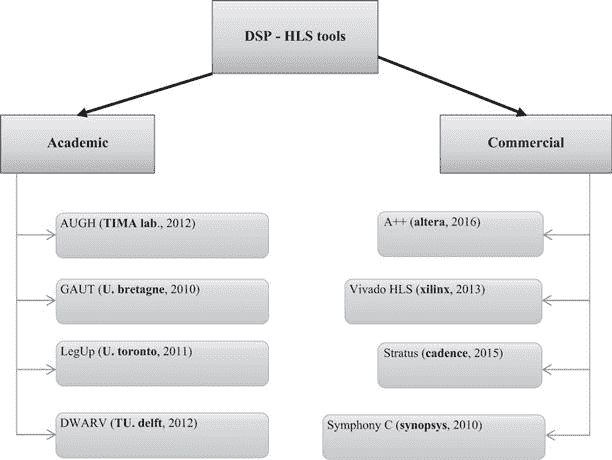 DSP - HLS tools
Academic
Commercial
AUGH (TIMA lab., 2012)
GAUT (U. bretagne, 2010)
LegUp (U. toronto, 2011)
DWARV (TU. delft, 2012)
A++ (altera, 2016)
Vivado HLS (xilinx, 2013)
Stratus (cadence, 2015)
Symphony C (synopsys, 2010)